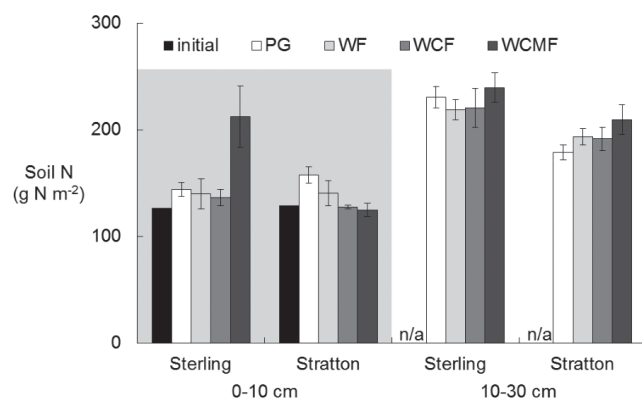 300
initial PG WF WCF WCMF
200
Soil N
(g N m-2)
100
n/a n/a
0
Sterling Stratton Sterling Stratton
0-10 cm 10-30 cm